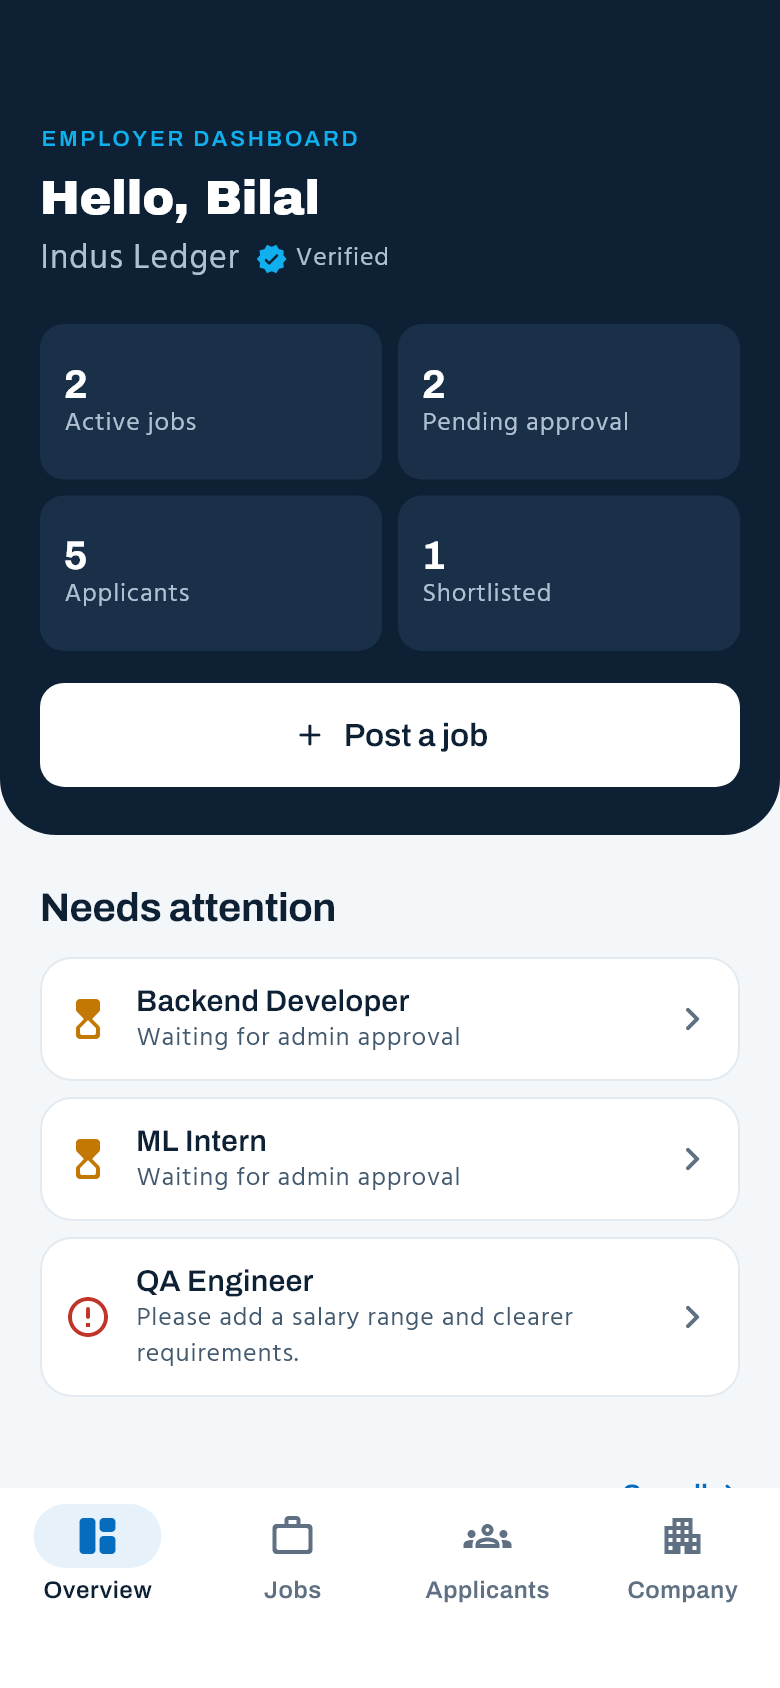 EMPLOYER DASHBOARD
Hello, Bilal
Indus Ledger Verified
2
Active jobs
2
Pending approval
5
Applicants
1
Shortlisted
Post a job
Needs attention
Backend Developer
Waiting for admin approval
ML Intern
Waiting for admin approval
QA Engineer
Please add a salary range and clearer
requirements.
Overview
Jobs
Applicants
Company